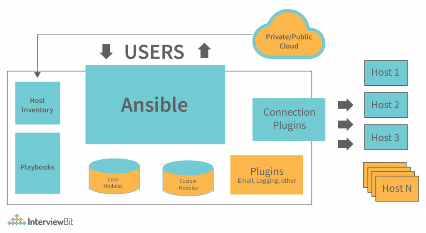 Private/Public
Cloud
USERS
Host
Inventory
Ansible
Connection
Plugins
Host 1
Host 2
Host 3
Host N
Playbooks
Core
Modules
Custom
Modules
Plugins
Email, Logging, other
InterviewBit